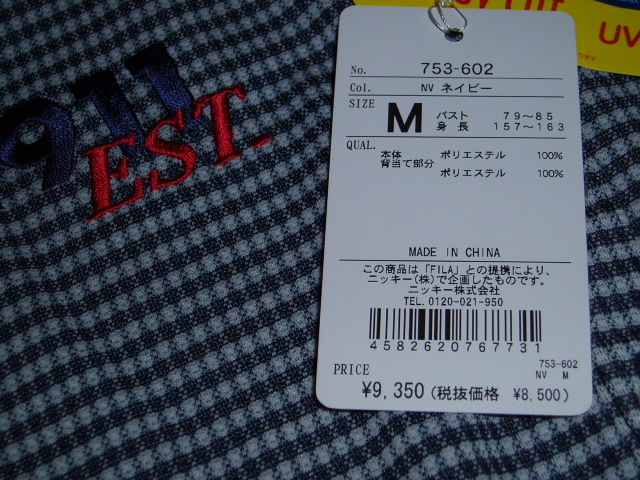 911
EST.
UV Cut
UV
No. 753-602
Col. NV ネイビー
SIZE M バスト 79～85
身長 157～163
QUAL.
本体 ポリエステル 100%
背当て部分
ポリエステル 100%
MADE IN CHINA
この商品は「FILA」との提携により、
ニッキー(株)で企画したものです。
ニッキー株式会社
TEL. 0120-021-950
4582620767731
753-602
NV M
PRICE
¥9,350 (税抜価格 ¥8,500)